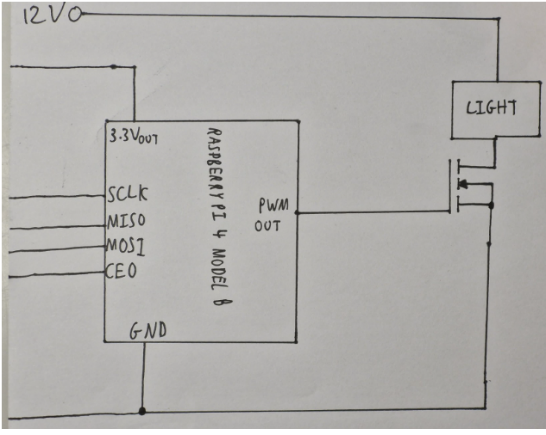 12V
LIGHT
3.3VOUT
RASPBERRY PI 4 MODEL B
SCLK
MISO
MOSI
CE0
PWM
OUT
GND